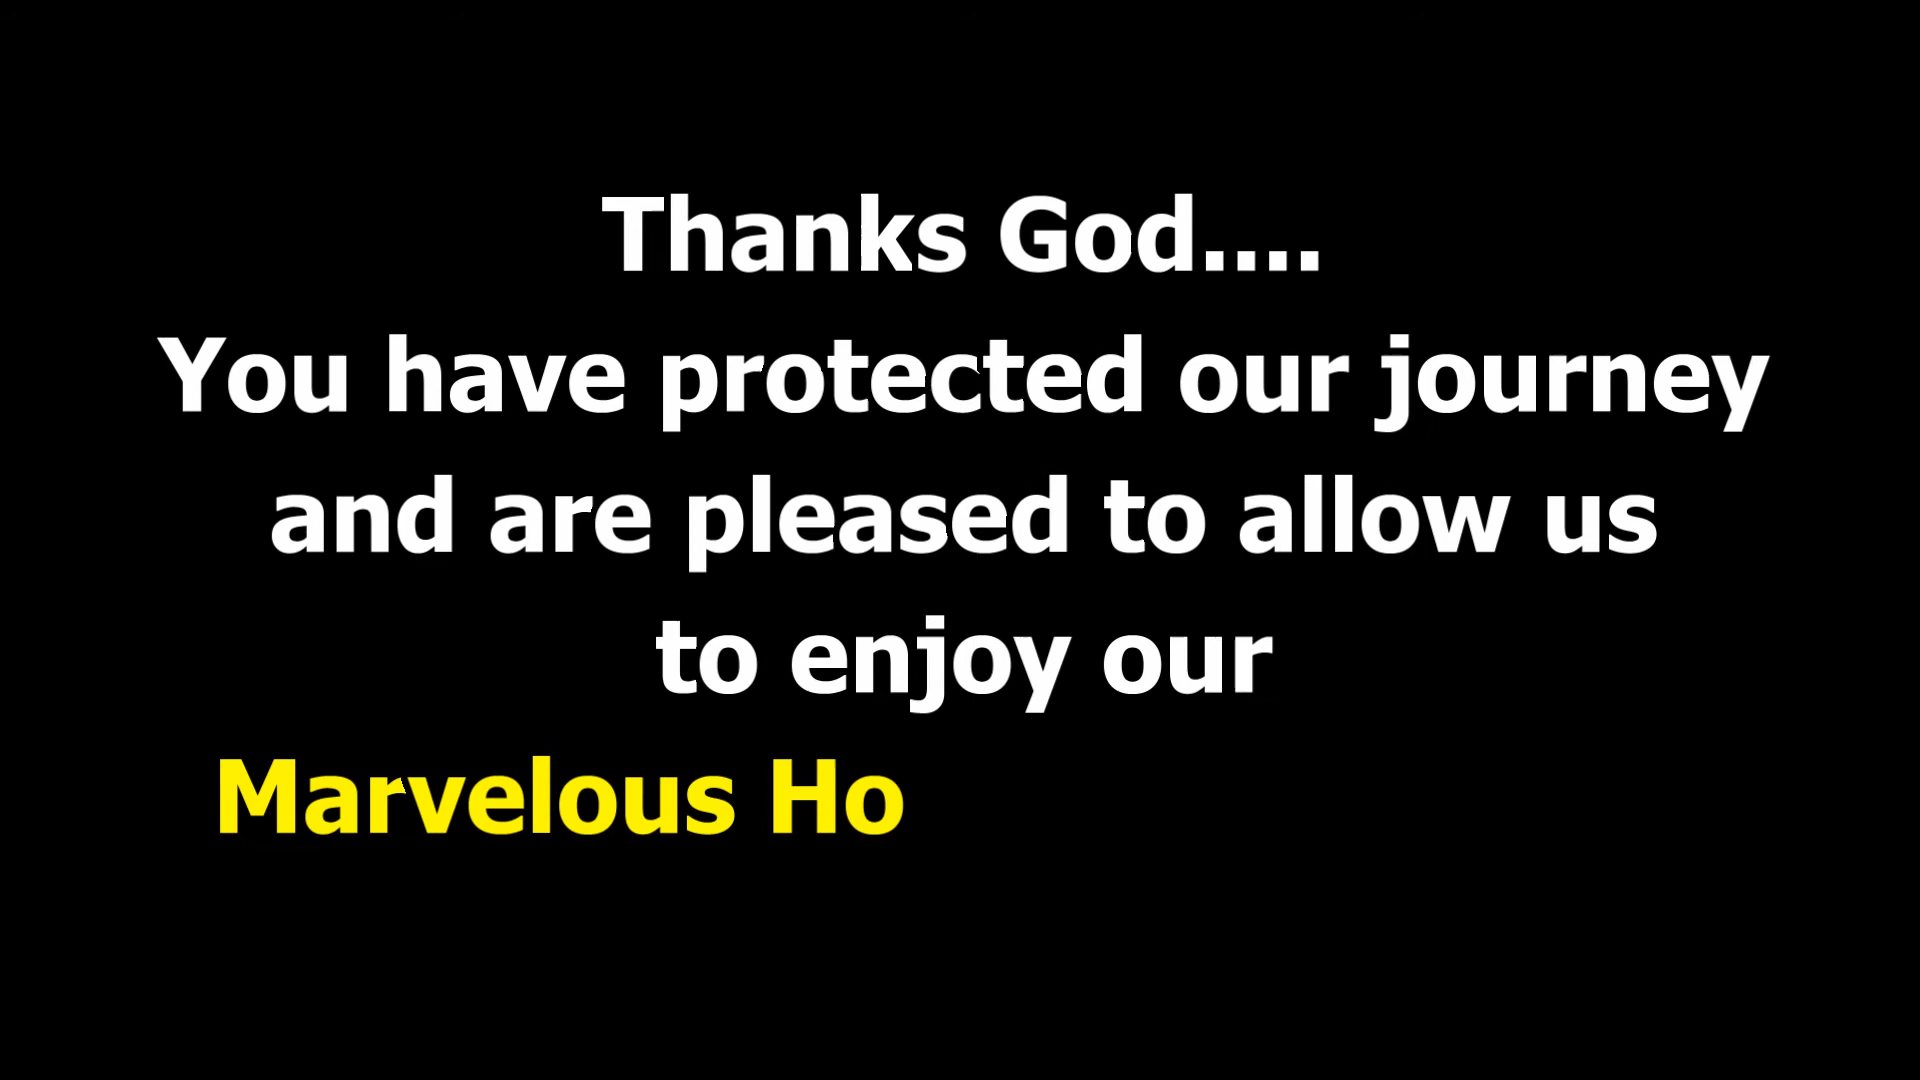 Thanks God....
You have protected our journey
and are pleased to allow us
to enjoy our
Marvelous Ho